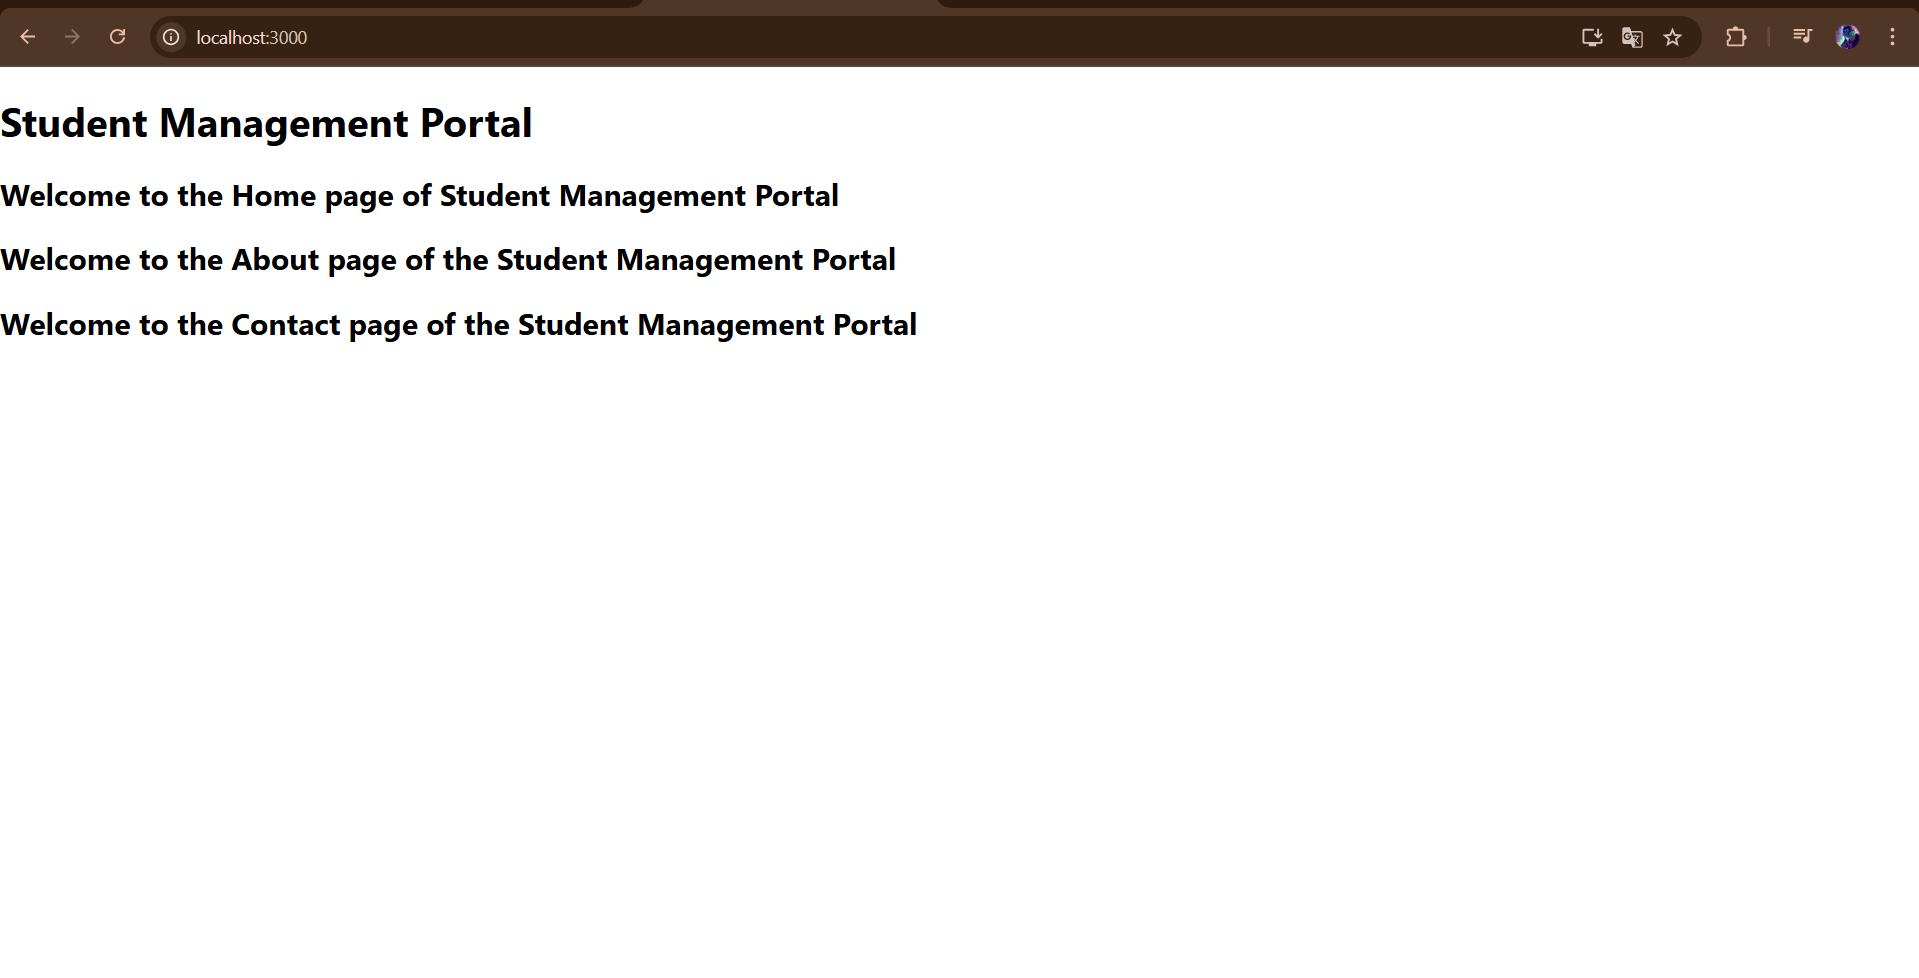 localhost:3000
Student Management Portal
Welcome to the Home page of Student Management Portal
Welcome to the About page of the Student Management Portal
Welcome to the Contact page of the Student Management Portal